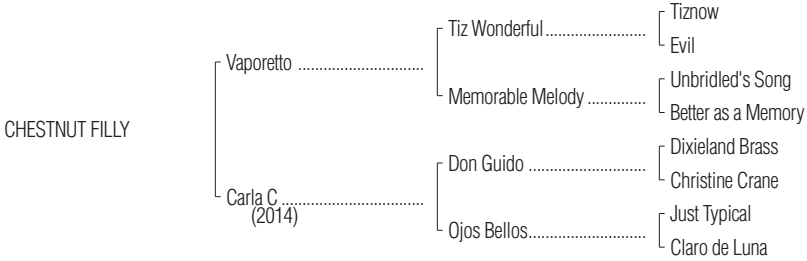 Tiznow
Tiz Wonderful ........................
Evil
Vaporetto ..............................
Unbridled's Song
Memorable Melody ..............
Better as a Memory
CHESTNUT FILLY
Dixieland Brass
Don Guido ............................
Christine Crane
Carla C ..................................
(2014)
Just Typical
Ojos Bellos............................
Claro de Luna